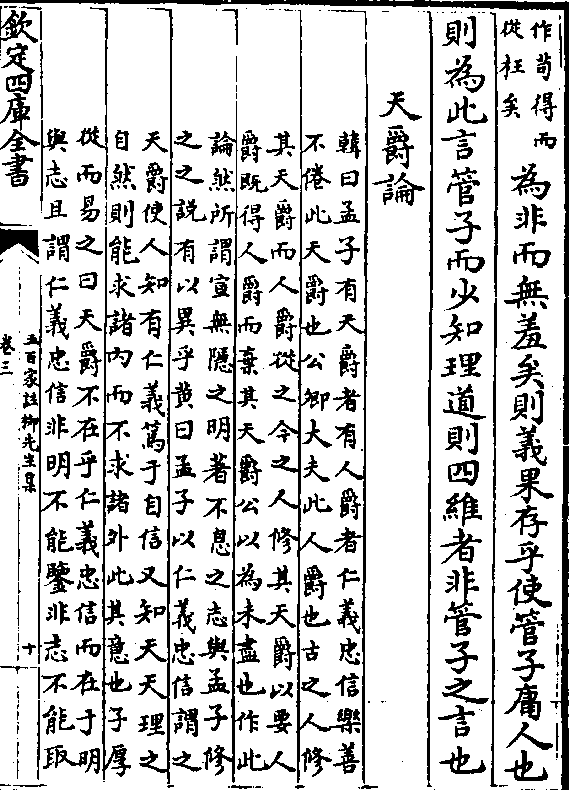 作苟得而
從枉矣
為非而無羞矣則義果存乎使管子庸人也
則為此言管子而少知理道則四維者非管子之言也
天爵論
韓曰孟子有天爵者有人爵者仁義忠信樂善
不倦此天爵也公卿大夫此人爵也古之人修
其天爵而人爵從之今之人修其天爵以要人
爵既得人爵而棄其天爵公以為未盡也作此
論然所謂宣無隱之明著不息之志與孟子修
之之說有以異乎黄曰孟子以仁義忠信謂之
天爵使人知有仁義篤于自信又知天天理之
自然則能求諸内而不求諸外此其意也子厚
從而易之曰天爵不在乎仁義忠信而在于明
與志且謂仁義忠信非明不能鑒非志不能取
欽定四庫全書
五百家註柳先生集
卷三
十